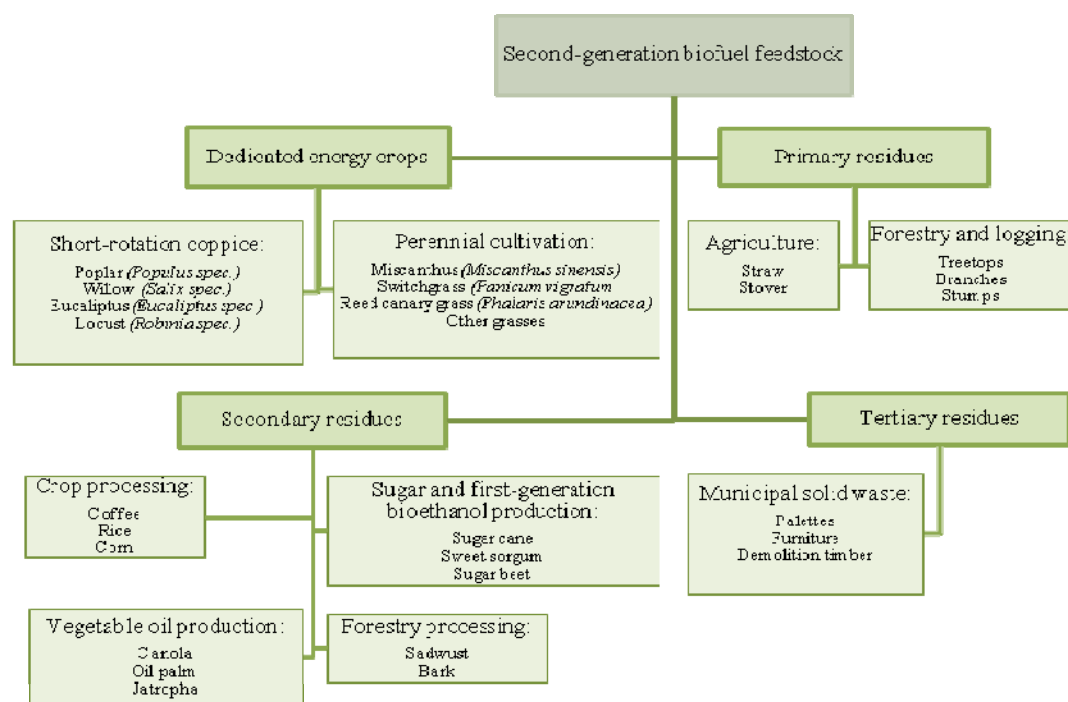 Second-generation biofuel feedstock
Dedicated energy crops
Primary residues
Short-rotation coppice:
Poplar (Populus spec.)
Willow (Salix spec.)
Eucaliptus (Eucaliptus spec.)
Locust (Robinia spec.)
Perennial cultivation:
Miscanthus (Miscanthus sinensis)
Switchgrass (Panicum vigratum
Reed canary grass (Phalaris arundinacea)
Other grasses
Agriculture:
Straw
Stover
Forestry and logging
Treetops
Branches
Stumps
Secondary residues
Tertiary residues
Crop processing:
Coffee
Rice
Corn
Sugar and first-generation
bioethanol production:
Sugar cane
Sweet sorgum
Sugar beet
Municipal solid waste:
Palettes
Furniture
Demolition timber
Vegetable oil production:
Canola
Oil palm
Jatropha
Forestry processing:
Sadwust
Bark